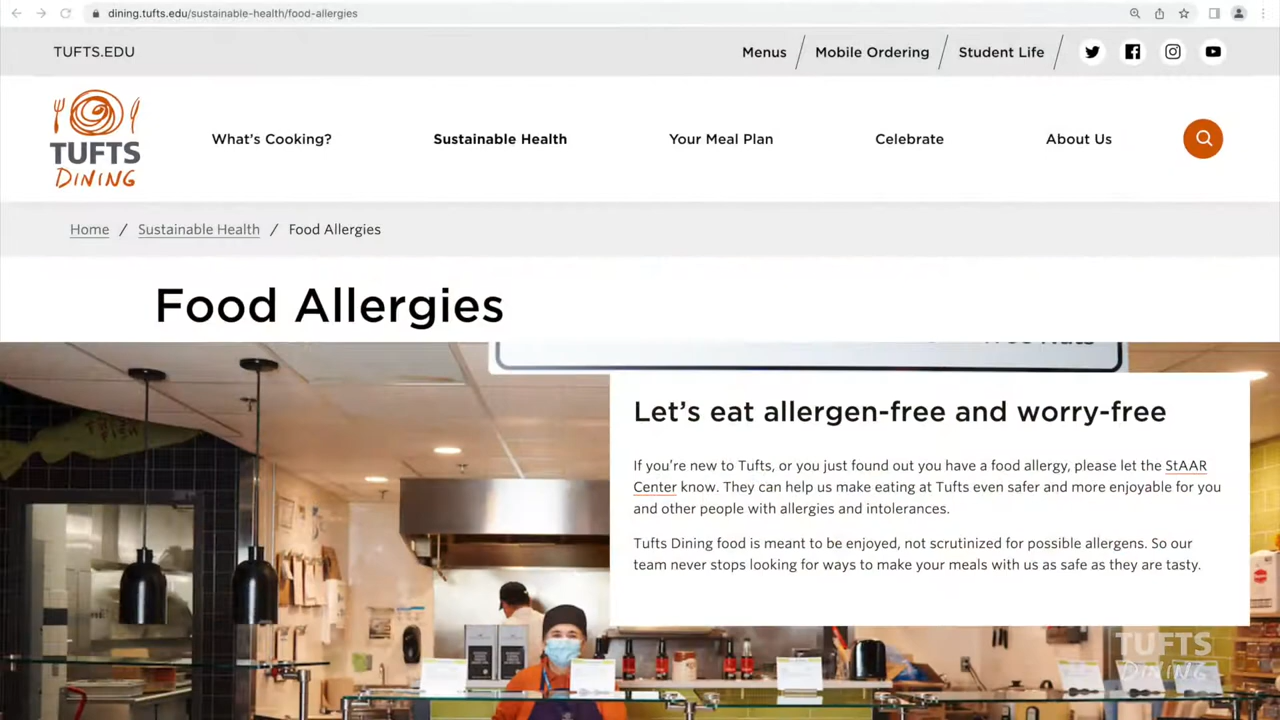 dining.tufts.edu/sustainable-health/food-allergies
TUFTS.EDU
Menus
Mobile Ordering
Student Life
TUFTS
DINING
What's Cooking?
Sustainable Health
Your Meal Plan
Celebrate
About Us
Home / Sustainable Health / Food Allergies
Food Allergies
Let's eat allergen-free and worry-free
If you're new to Tufts, or you just found out you have a food allergy, please let the StAAR
Center know. They can help us make eating at Tufts even safer and more enjoyable for you
and other people with allergies and intolerances.
Tufts Dining food is meant to be enjoyed, not scrutinized for possible allergens. So our
team never stops looking for ways to make your meals with us as safe as they are tasty.
TUFTS
DINING